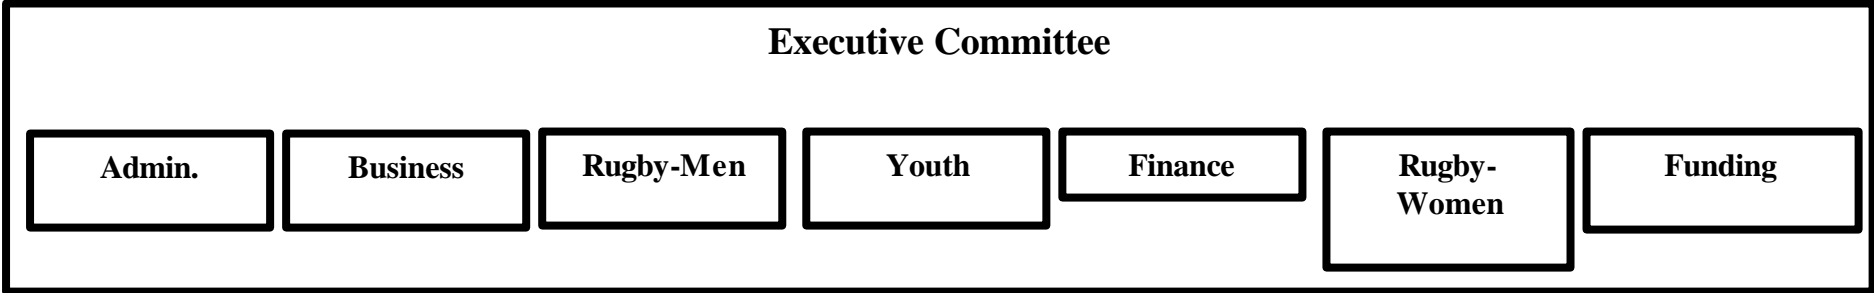 Executive Committee
Admin.
Business
Rugby-Men
Youth
Finance
Rugby-
Women
Funding